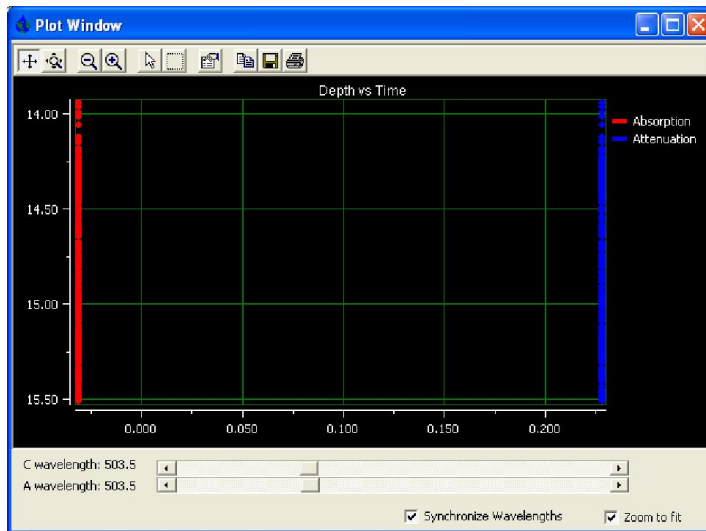 Plot Window
Depth vs Time
14.00
14.50
15.00
15.50
0.000
0.050
0.100
0.150
0.200
Absorption
Attenuation
C wavelength: 503.5
A wavelength: 503.5
Synchronize Wavelengths
Zoom to fit